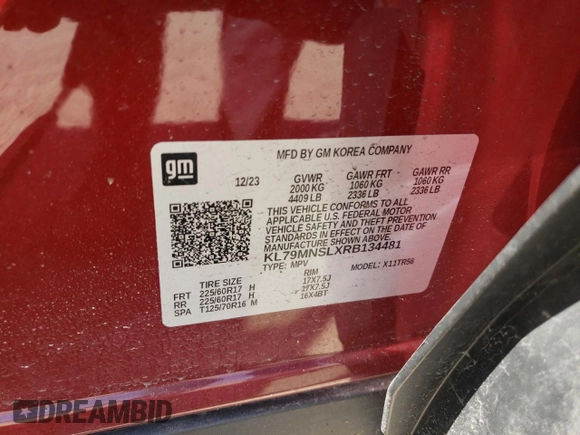 gm
MFD BY GM KOREA COMPANY
12/23
GVWR GAWR FRT GAWR RR
2000 KG 1060 KG 1060 KG
4409 LB 2336 LB 2336 LB
THIS VEHICLE CONFORMS TO ALL
APPLICABLE U.S. FEDERAL MOTOR
VEHICLE SAFETY AND THEFT PREVENTION
STANDARDS IN EFFECT ON THE DATE OF
MANUFACTURE SHOWN ABOVE.
KL79MNSLXRB134481
TYPE: MPV MODEL: X11TR56
TIRE SIZE RIM
FRT 225/60R17 H 17X7.5J
RR 225/60R17 H 17X7.5J
SPA T125/70R16 M 16X4BT
DREAMBID